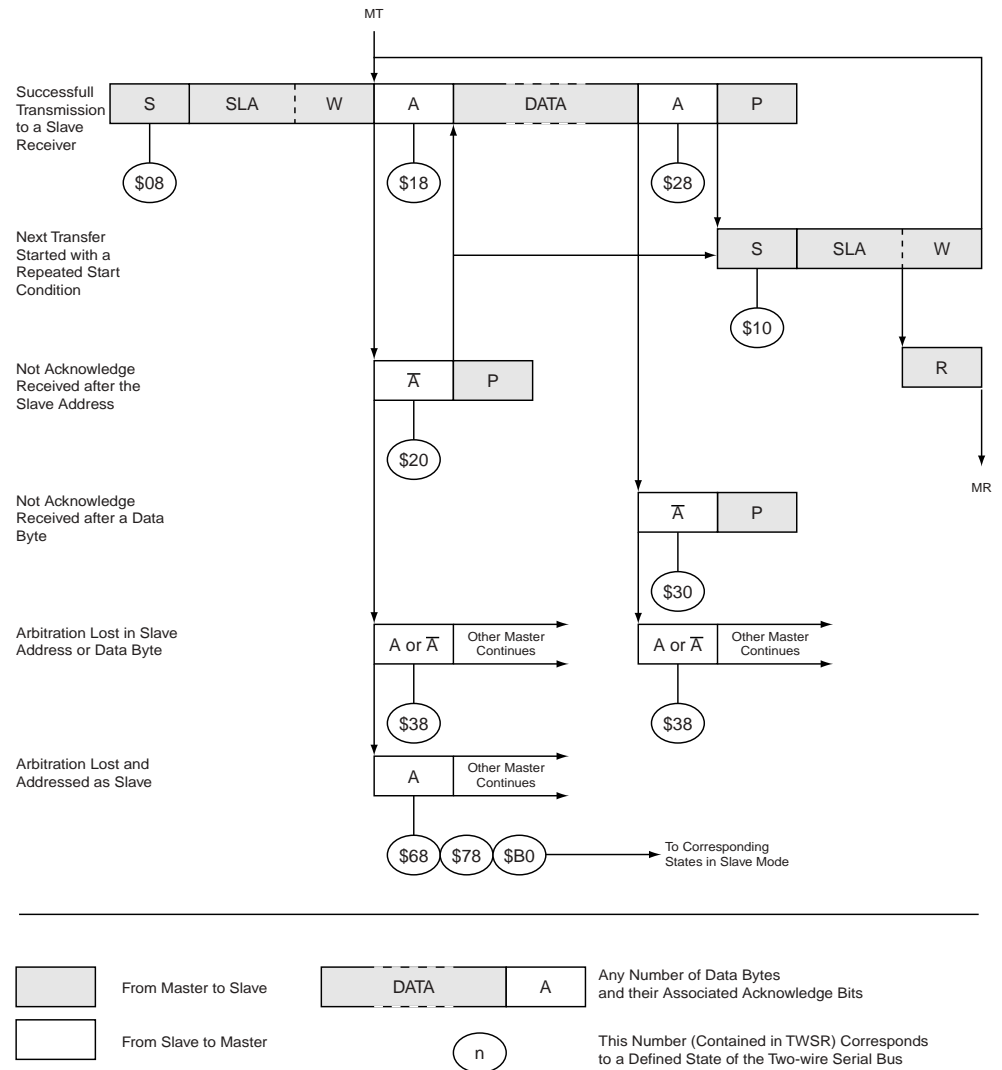 MT
Successfull
Transmission
to a Slave
Receiver
S
SLA
W
A
DATA
A
P
$08
$18
$28
Next Transfer
Started with a
Repeated Start
Condition
S
SLA
W
$10
Not Acknowledge
Received after the
Slave Address
A̅
P
R
$20
MR
Not Acknowledge
Received after a Data
Byte
A̅
P
$30
Arbitration Lost in Slave
Address or Data Byte
A or A̅
Other Master
Continues
A or A̅
Other Master
Continues
$38
$38
Arbitration Lost and
Addressed as Slave
A
Other Master
Continues
$68
$78
$B0
To Corresponding
States in Slave Mode
From Master to Slave
DATA
A
Any Number of Data Bytes
and their Associated Acknowledge Bits
From Slave to Master
n
This Number (Contained in TWSR) Corresponds
to a Defined State of the Two-wire Serial Bus